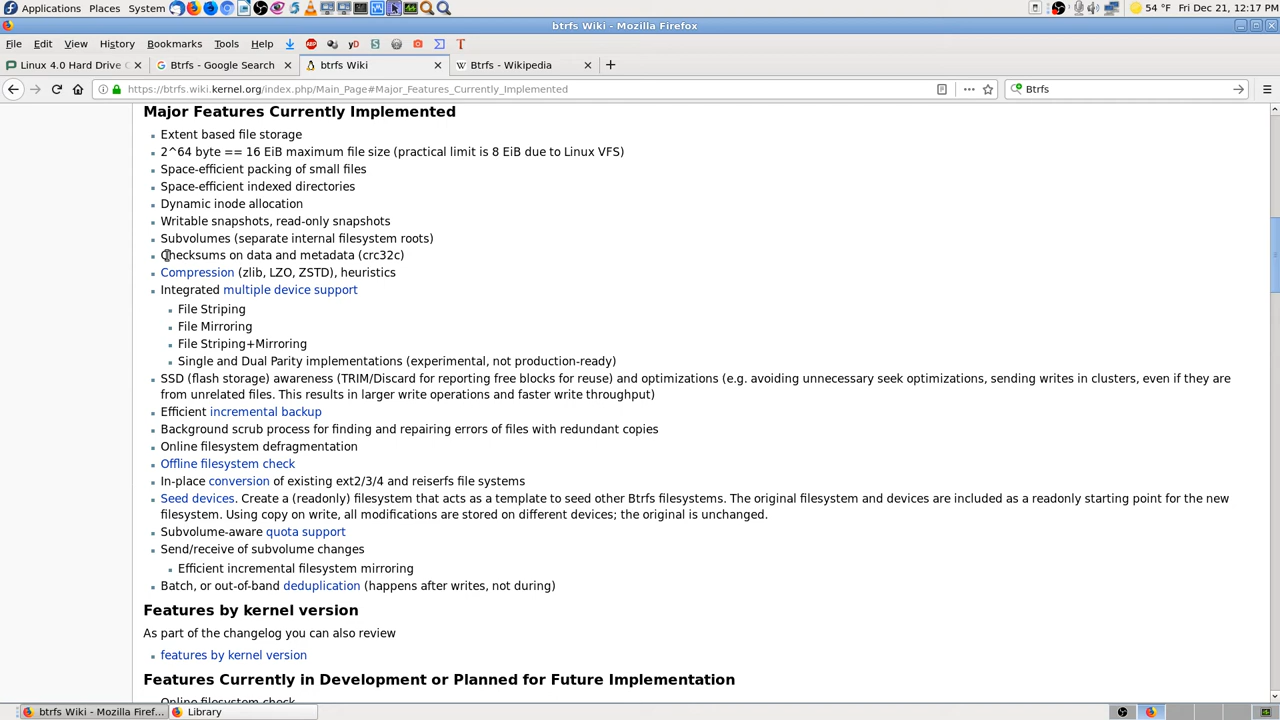 Applications Places System 54 °F Fri Dec 21, 12:17 PM
btrfs Wiki - Mozilla Firefox
File Edit View History Bookmarks Tools Help
Linux 4.0 Hard Drive Btrfs - Google Search btrfs Wiki Btrfs - Wikipedia
https://btrfs.wiki.kernel.org/index.php/Main_Page#Major_Features_Currently_Implemented Btrfs
Major Features Currently Implemented
Extent based file storage
2^64 byte == 16 EiB maximum file size (practical limit is 8 EiB due to Linux VFS)
Space-efficient packing of small files
Space-efficient indexed directories
Dynamic inode allocation
Writable snapshots, read-only snapshots
Subvolumes (separate internal filesystem roots)
Checksums on data and metadata (crc32c)
Compression (zlib, LZO, ZSTD), heuristics
Integrated multiple device support
File Striping
File Mirroring
File Striping+Mirroring
Single and Dual Parity implementations (experimental, not production-ready)
SSD (flash storage) awareness (TRIM/Discard for reporting free blocks for reuse) and optimizations (e.g. avoiding unnecessary seek optimizations, sending writes in clusters, even if they are
from unrelated files. This results in larger write operations and faster write throughput)
Efficient incremental backup
Background scrub process for finding and repairing errors of files with redundant copies
Online filesystem defragmentation
Offline filesystem check
In-place conversion of existing ext2/3/4 and reiserfs file systems
Seed devices. Create a (readonly) filesystem that acts as a template to seed other Btrfs filesystems. The original filesystem and devices are included as a readonly starting point for the new
filesystem. Using copy on write, all modifications are stored on different devices; the original is unchanged.
Subvolume-aware quota support
Send/receive of subvolume changes
Efficient incremental filesystem mirroring
Batch, or out-of-band deduplication (happens after writes, not during)
Features by kernel version
As part of the changelog you can also review
features by kernel version
Features Currently in Development or Planned for Future Implementation
Online filesystem check
btrfs Wiki - Mozilla Firef... Library